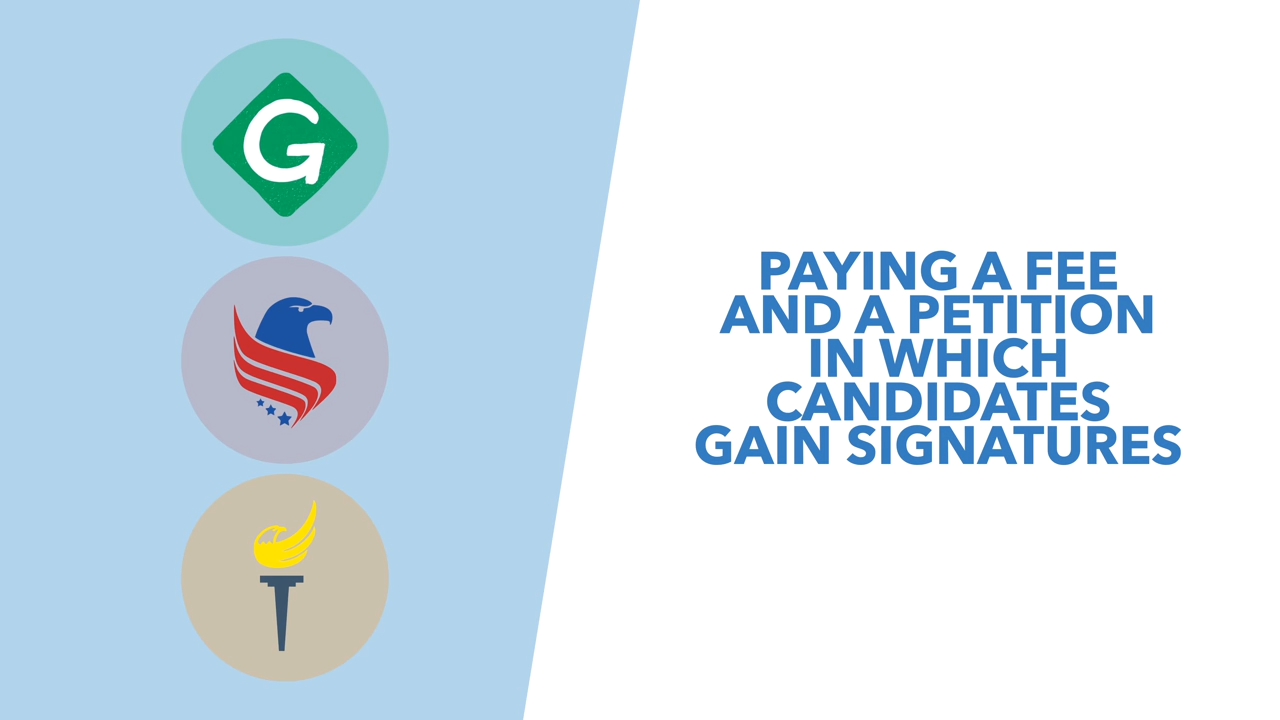 G
PAYING A FEE
AND A PETITION
IN WHICH
CANDIDATES
GAIN SIGNATURES